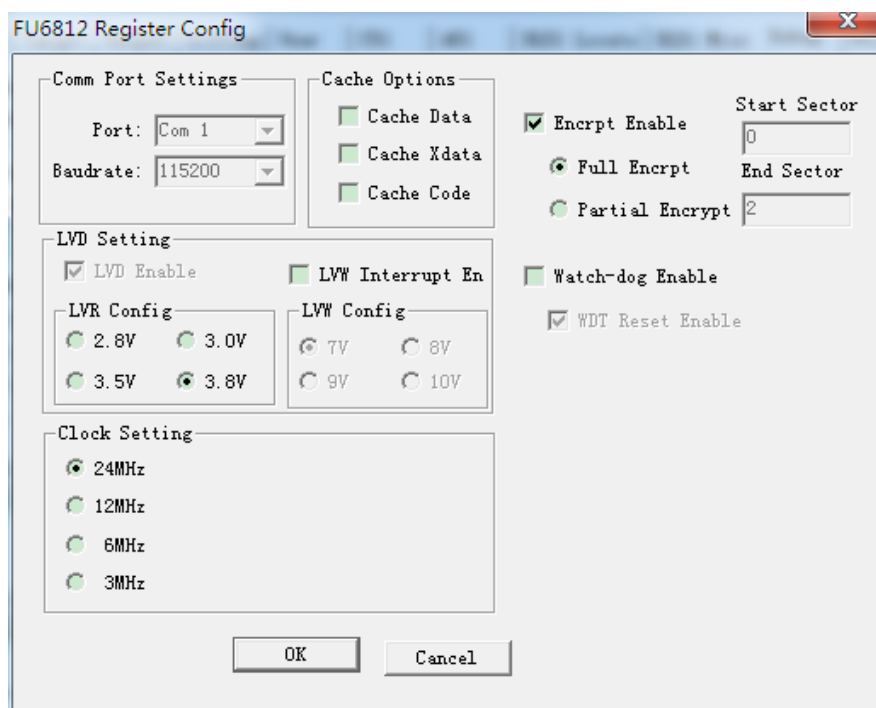 FU6812 Register Config
Comm Port Settings
Port: Com 1
Baudrate: 115200
Cache Options
Cache Data
Cache Xdata
Cache Code
Encrpt Enable
Full Encrpt
Partial Encrypt
Start Sector
0
End Sector
2
LVD Setting
LVD Enable
LVW Interrupt En
LVR Config
2.8V 3.0V
3.5V 3.8V
LVW Config
7V 8V
9V 10V
Watch-dog Enable
WDT Reset Enable
Clock Setting
24MHz
12MHz
6MHz
3MHz
OK
Cancel